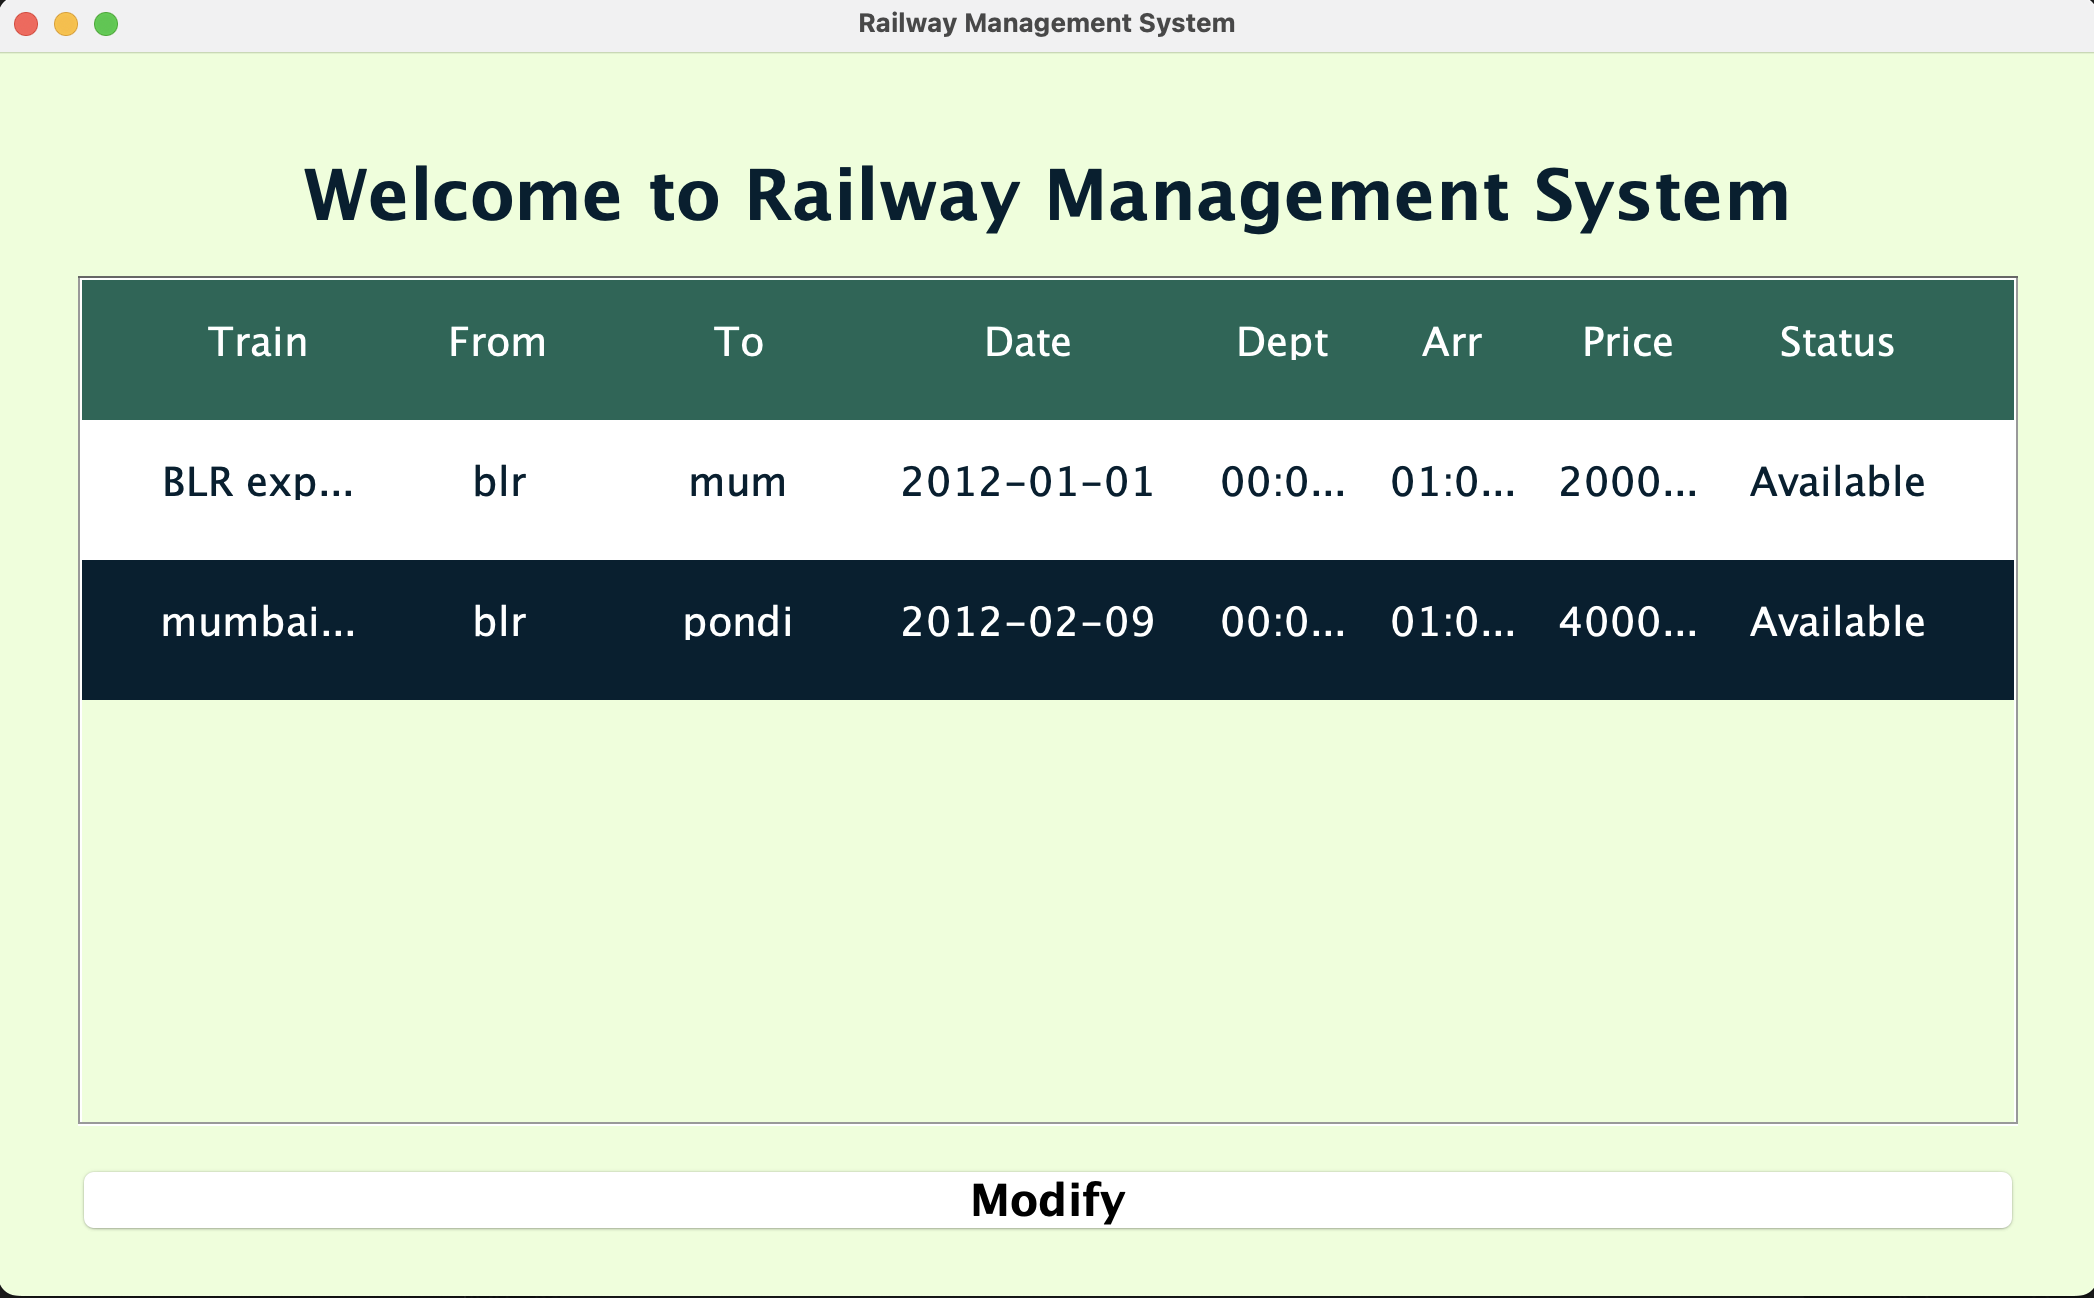 Railway Management System
Welcome to Railway Management System
Train From To Date Dept Arr Price Status
BLR exp... blr mum 2012-01-01 00:0... 01:0... 2000... Available
mumbai... blr pondi 2012-02-09 00:0... 01:0... 4000... Available
Modify